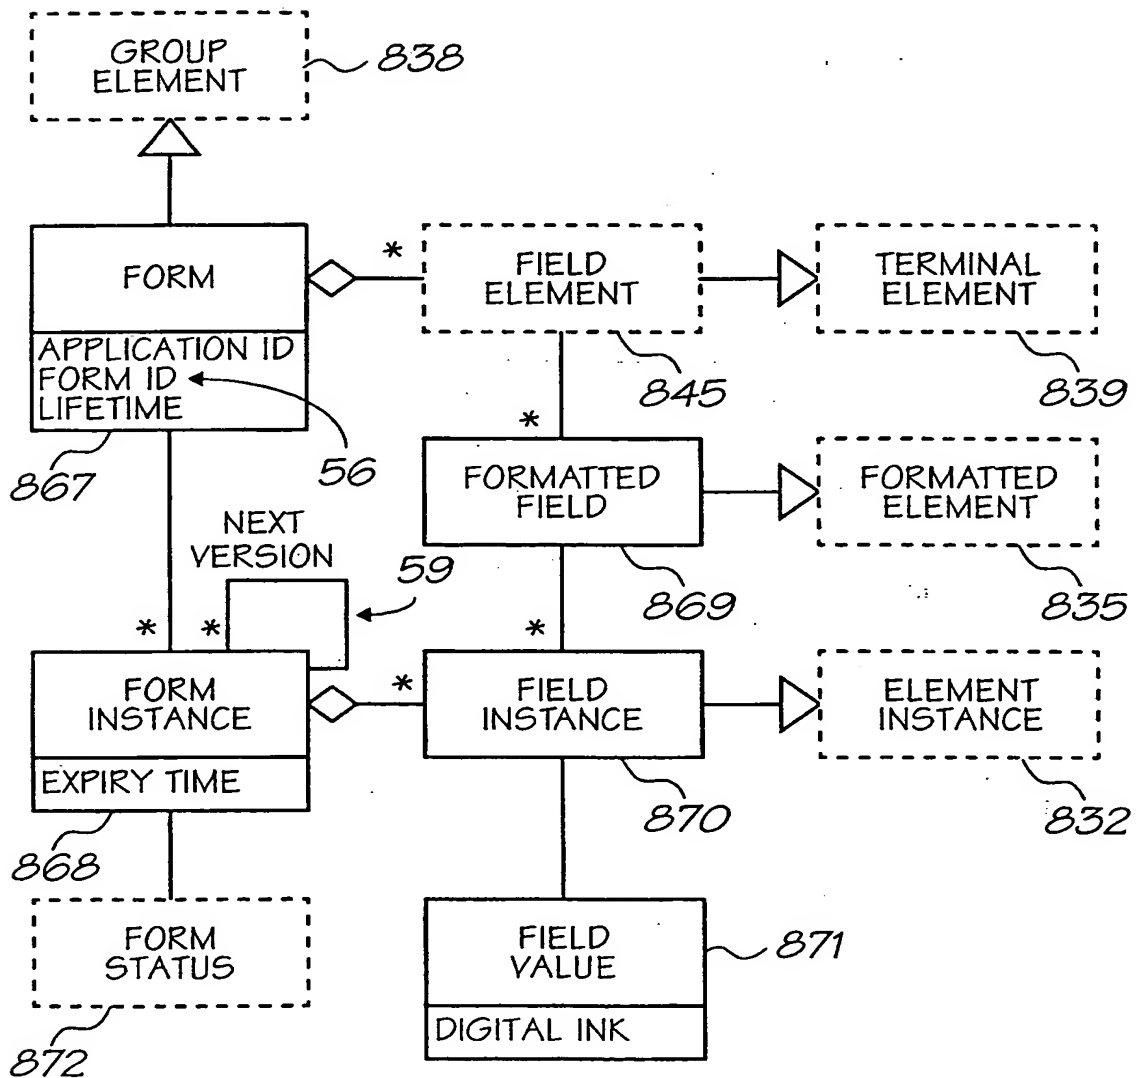 GROUP
ELEMENT
838
FORM
*
FIELD
ELEMENT
TERMINAL
ELEMENT
APPLICATION ID
FORM ID
LIFETIME
845
839
867
56
*
FORMATTED
FIELD
FORMATTED
ELEMENT
NEXT
VERSION
59
869
835
*
*
*
FORM
INSTANCE
*
FIELD
INSTANCE
ELEMENT
INSTANCE
EXPIRY TIME
868
870
832
FORM
STATUS
FIELD
VALUE
871
DIGITAL INK
872